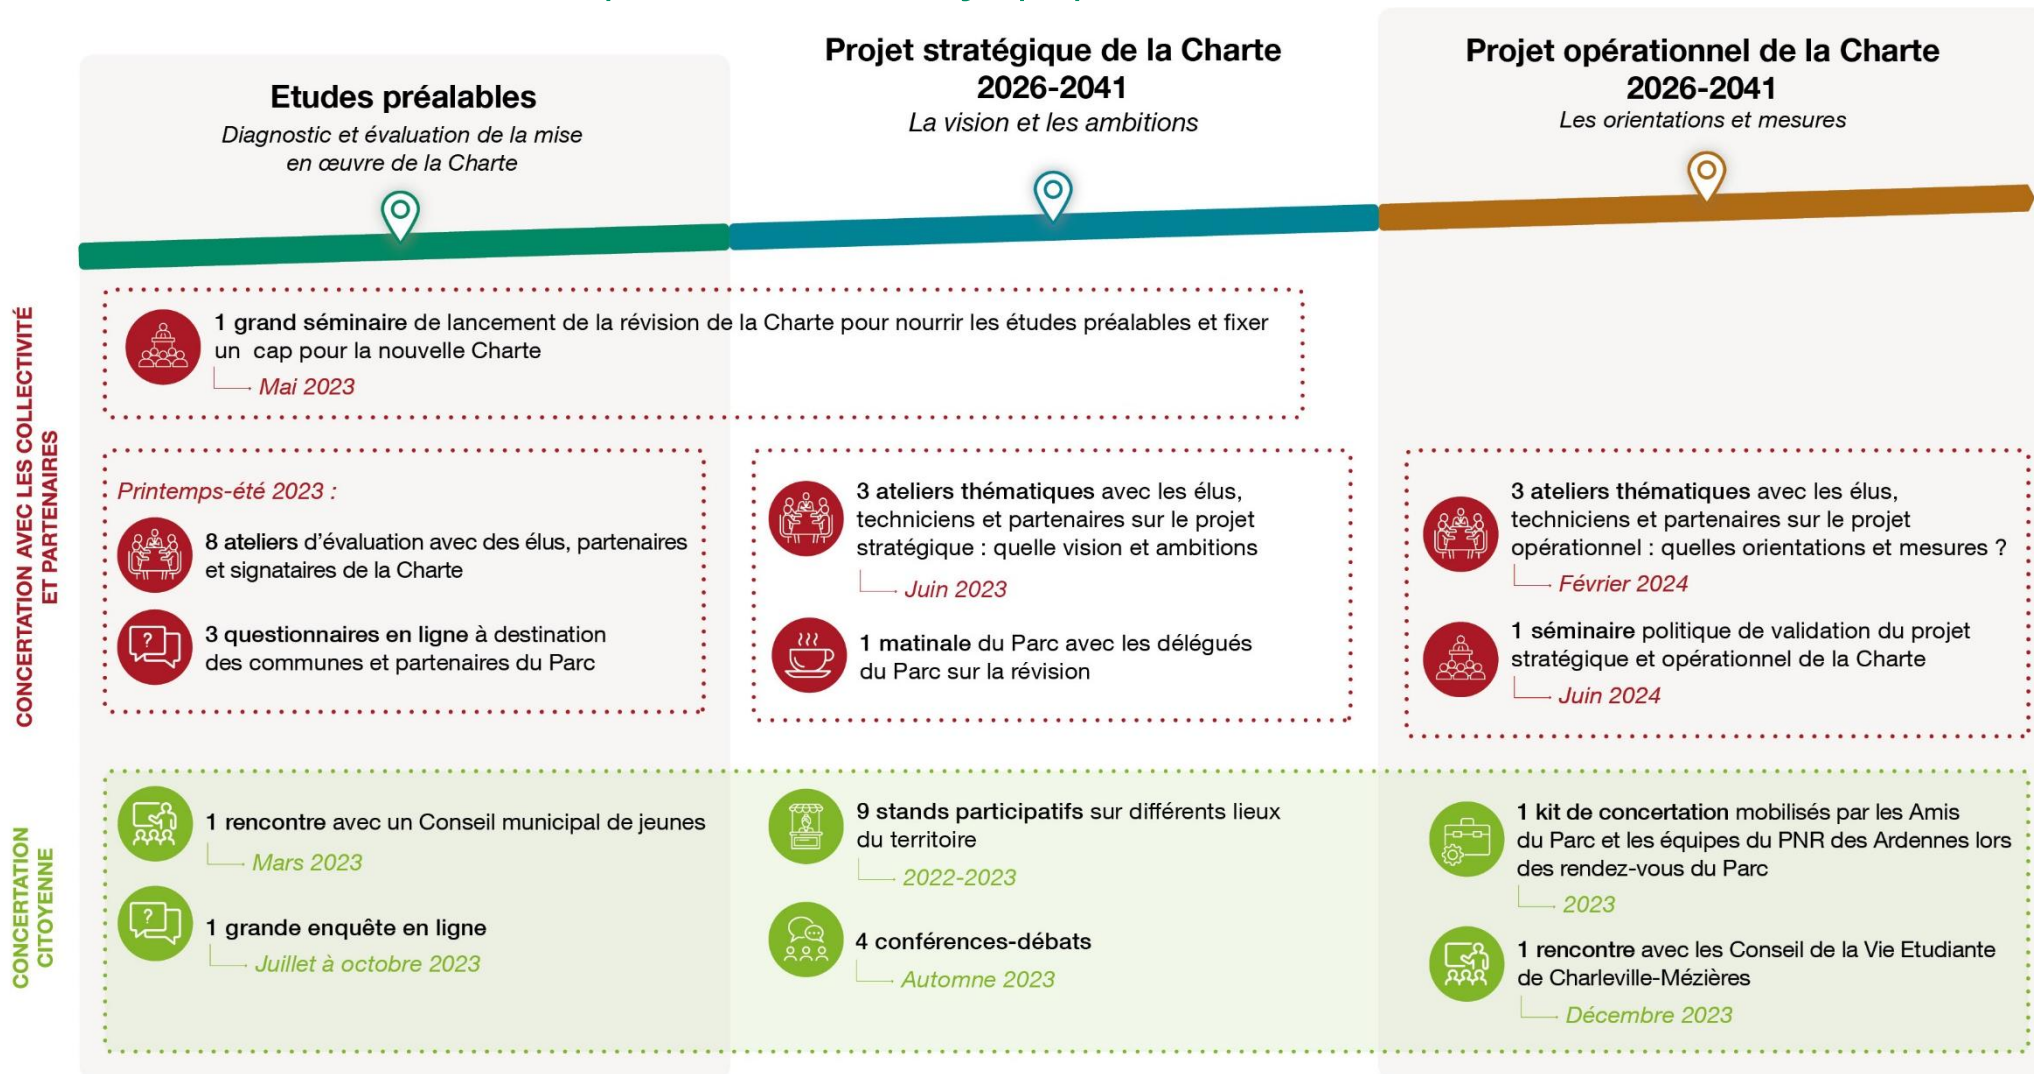 Etudes préalables
Diagnostic et évaluation de la mise
en œuvre de la Charte
Projet stratégique de la Charte
2026-2041
La vision et les ambitions
Projet opérationnel de la Charte
2026-2041
Les orientations et mesures
CONCERTATION AVEC LES COLLECTIVITÉ
ET PARTENAIRES
1 grand séminaire de lancement de la révision de la Charte pour nourrir les études préalables et fixer
un cap pour la nouvelle Charte
Mai 2023
Printemps-été 2023 :
8 ateliers d'évaluation avec des élus, partenaires
et signataires de la Charte
3 questionnaires en ligne à destination
des communes et partenaires du Parc
3 ateliers thématiques avec les élus,
techniciens et partenaires sur le projet
stratégique : quelle vision et ambitions
Juin 2023
1 matinale du Parc avec les délégués
du Parc sur la révision
3 ateliers thématiques avec les élus,
techniciens et partenaires sur le projet
opérationnel : quelles orientations et mesures ?
Février 2024
1 séminaire politique de validation du projet
stratégique et opérationnel de la Charte
Juin 2024
CONCERTATION
CITOYENNE
1 rencontre avec un Conseil municipal de jeunes
Mars 2023
1 grande enquête en ligne
Juillet à octobre 2023
9 stands participatifs sur différents lieux
du territoire
2022-2023
4 conférences-débats
Automne 2023
1 kit de concertation mobilisés par les Amis
du Parc et les équipes du PNR des Ardennes lors
des rendez-vous du Parc
2023
1 rencontre avec les Conseil de la Vie Etudiante
de Charleville-Mézières
Décembre 2023